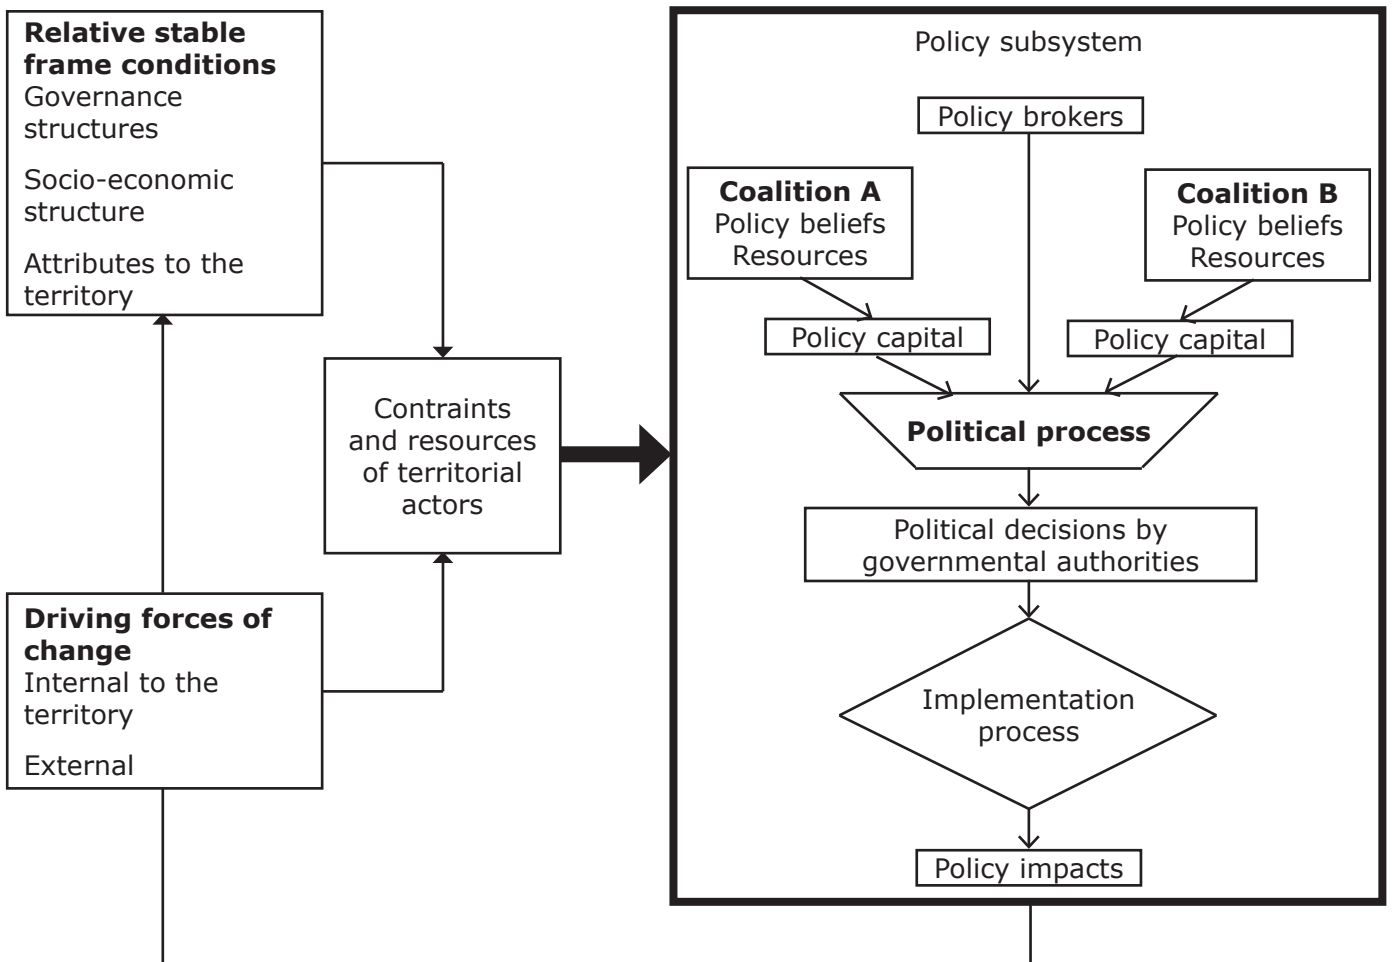 Relative stable
frame conditions
Governance
structures
Socio-economic
structure
Attributes to the
territory
Contraints
and resources
of territorial
actors
Driving forces of
change
Internal to the
territory
External
Policy subsystem
Policy brokers
Coalition A
Policy beliefs
Resources
Coalition B
Policy beliefs
Resources
Policy capital
Policy capital
Political process
Political decisions by
governmental authorities
Implementation
process
Policy impacts